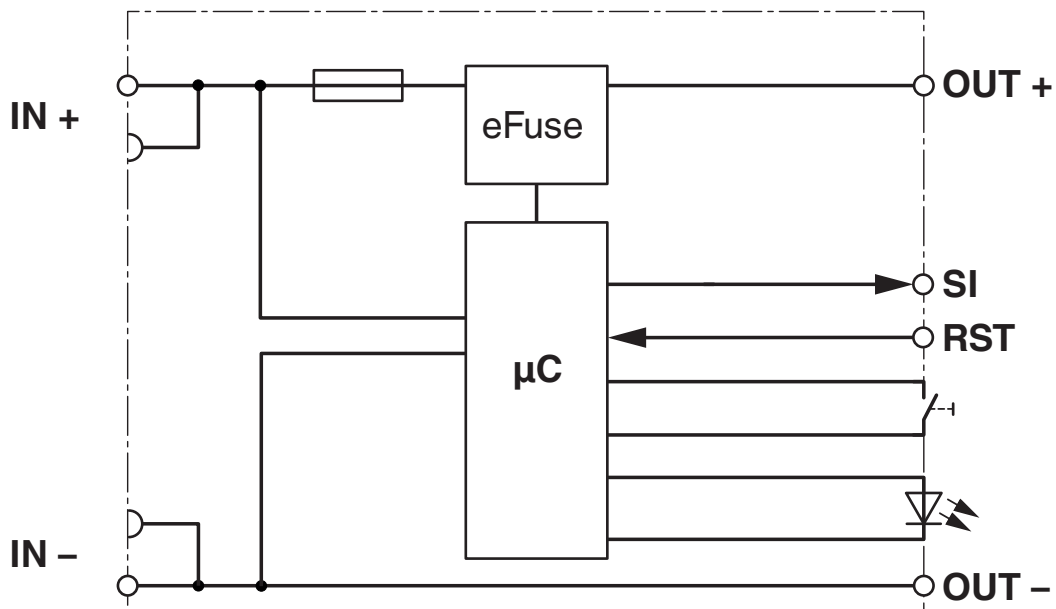 OUT +
IN +
eFuse
SI
RST
µC
IN –
OUT –